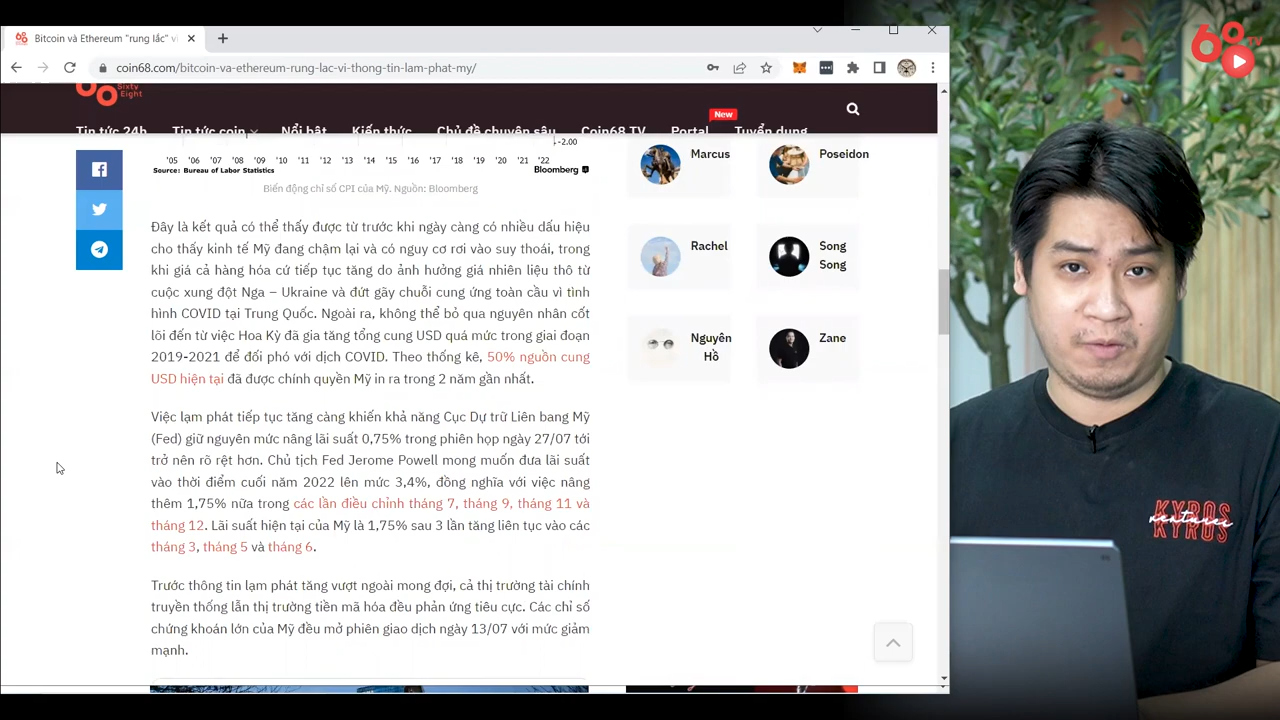 Bitcoin và Ethereum "rung lắc" vì
coin68.com/bitcoin-va-ethereum-rung-lac-vi-thong-tin-lam-phat-my/
68
TV
Sixty
Eight
New
Tin tức 24h Tin tức coin Nổi bật Kiến thức Chủ đề chuyên sâu Coin68 TV Portal Tuyển dụng
-2.00
'05 '06 '07 '08 '09 '10 '11 '12 '13 '14 '15 '16 '17 '18 '19 '20 '21 '22
Source: Bureau of Labor Statistics Bloomberg
Biến động chỉ số CPI của Mỹ. Nguồn: Bloomberg
Đây là kết quả có thể thấy được từ trước khi ngày càng có nhiều dấu hiệu
cho thấy kinh tế Mỹ đang chậm lại và có nguy cơ rơi vào suy thoái, trong
khi giá cả hàng hóa cứ tiếp tục tăng do ảnh hưởng giá nhiên liệu thô từ
cuộc xung đột Nga – Ukraine và đứt gãy chuỗi cung ứng toàn cầu vì tình
hình COVID tại Trung Quốc. Ngoài ra, không thể bỏ qua nguyên nhân cốt
lõi đến từ việc Hoa Kỳ đã gia tăng tổng cung USD quá mức trong giai đoạn
2019-2021 để đối phó với dịch COVID. Theo thống kê, 50% nguồn cung
USD hiện tại đã được chính quyền Mỹ in ra trong 2 năm gần nhất.
Việc lạm phát tiếp tục tăng càng khiến khả năng Cục Dự trữ Liên bang Mỹ
(Fed) giữ nguyên mức nâng lãi suất 0,75% trong phiên họp ngày 27/07 tới
trở nên rõ rệt hơn. Chủ tịch Fed Jerome Powell mong muốn đưa lãi suất
vào thời điểm cuối năm 2022 lên mức 3,4%, đồng nghĩa với việc nâng
thêm 1,75% nữa trong các lần điều chỉnh tháng 7, tháng 9, tháng 11 và
tháng 12. Lãi suất hiện tại của Mỹ là 1,75% sau 3 lần tăng liên tục vào các
tháng 3, tháng 5 và tháng 6.
Trước thông tin lạm phát tăng vượt ngoài mong đợi, cả thị trường tài chính
truyền thống lẫn thị trường tiền mã hóa đều phản ứng tiêu cực. Các chỉ số
chứng khoán lớn của Mỹ đều mở phiên giao dịch ngày 13/07 với mức giảm
mạnh.
Marcus
Poseidon
Rachel
Song
Song
Nguyên
Hồ
Zane
KYROS
ventures
KYROS